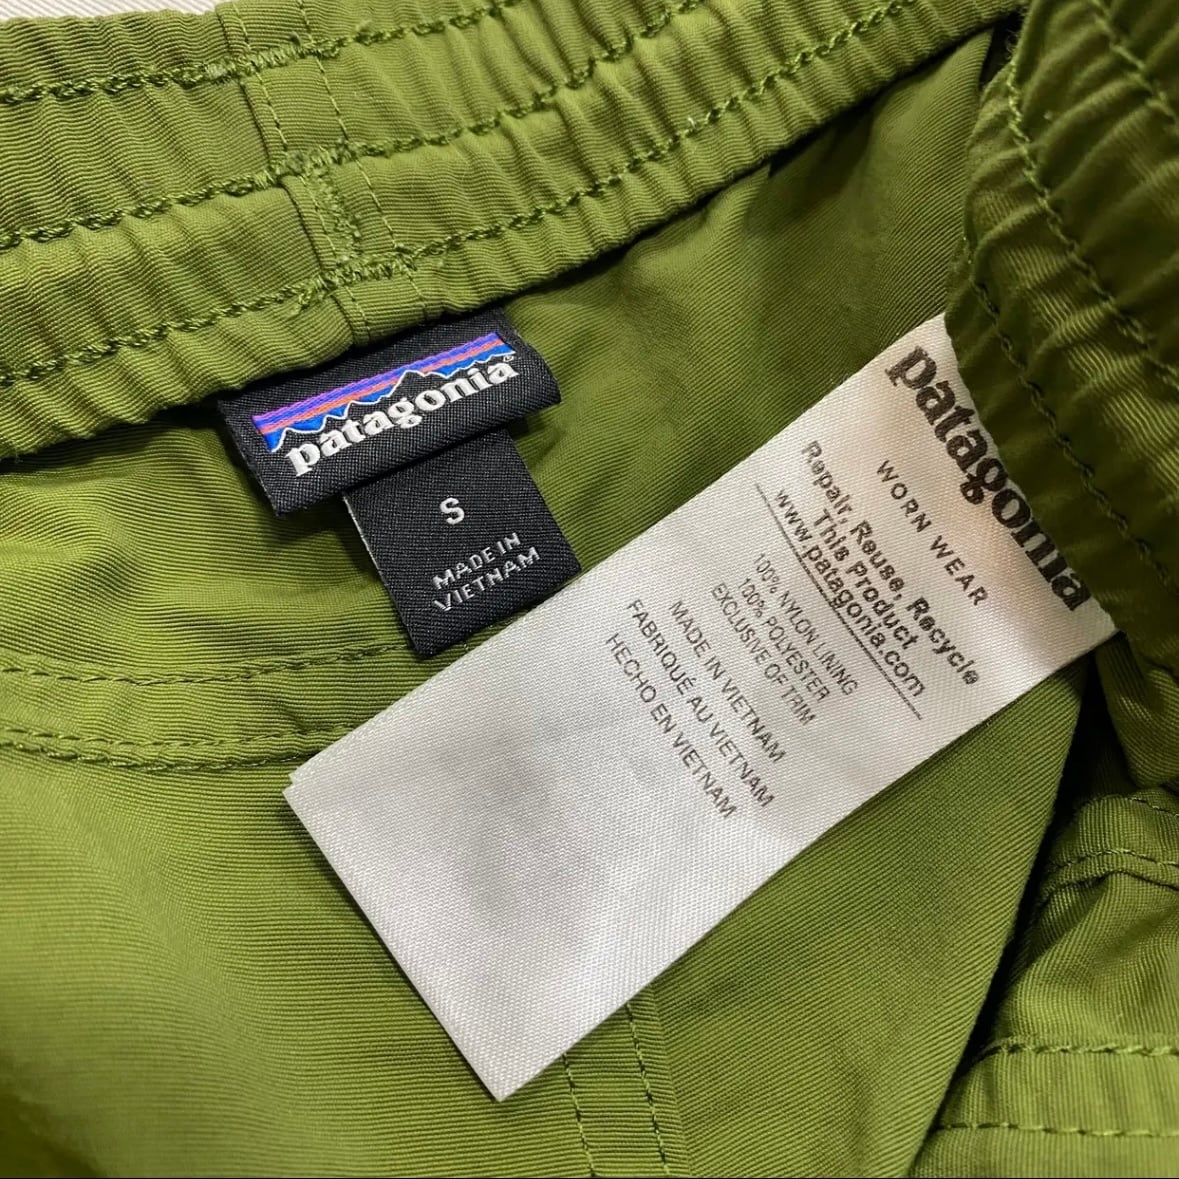 patagonia®
S
MADE IN
VIETNAM
patagonia
WORN WEAR
Repair, Reuse, Recycle
This Product
www.patagonia.com
100% NYLON LINING
100% POLYESTER
EXCLUSIVE OF TRIM
MADE IN VIETNAM
FABRIQUÉ AU VIETNAM
HECHO EN VIETNAM